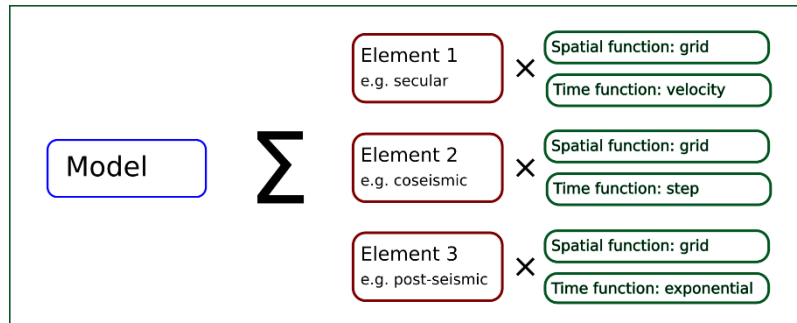 Model
Σ
Element 1
e.g. secular
×
Spatial function: grid
Time function: velocity
Element 2
e.g. coseismic
×
Spatial function: grid
Time function: step
Element 3
e.g. post-seismic
×
Spatial function: grid
Time function: exponential